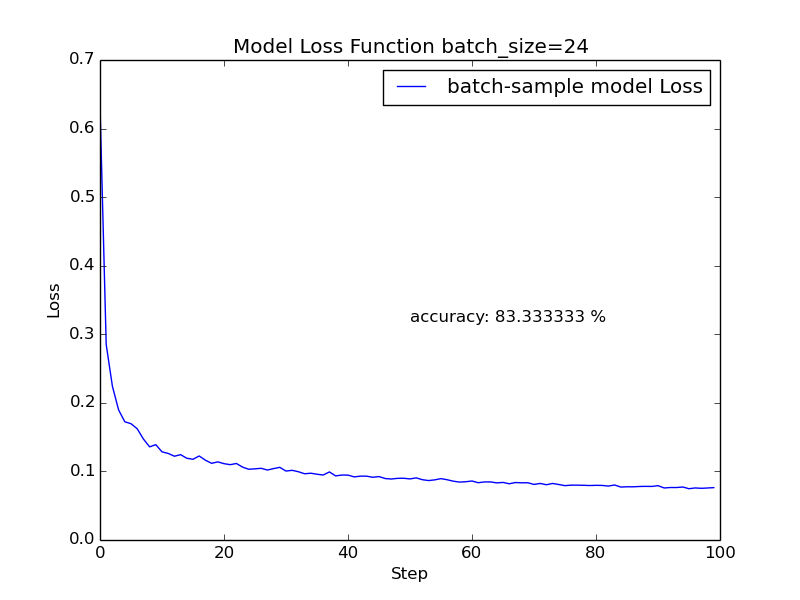 Model Loss Function batch_size=24
0.7
batch-sample model Loss
0.6
0.5
0.4
accuracy: 83.333333 %
0.3
0.2
0.1
0.0
Loss
0 20 40 60 80 100
Step